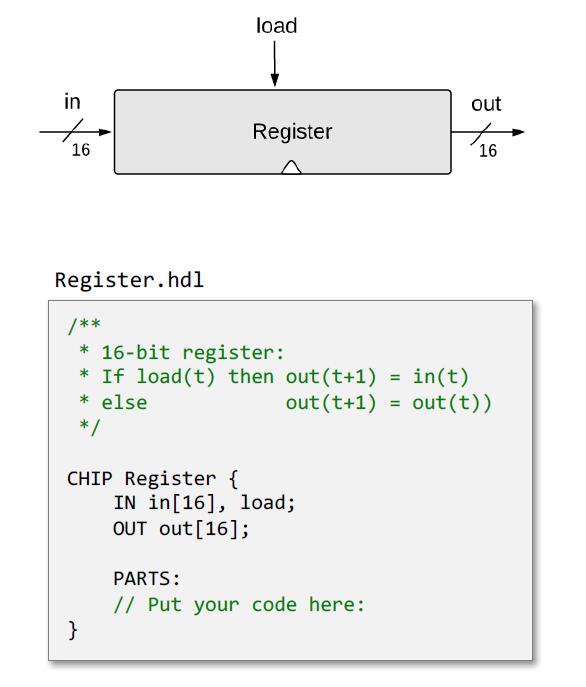 load
in
out
Register
16
16
Register.hdl
/**
* 16-bit register:
* If load(t) then out(t+1) = in(t)
* else out(t+1) = out(t))
*/
CHIP Register {
IN in[16], load;
OUT out[16];
PARTS:
// Put your code here:
}